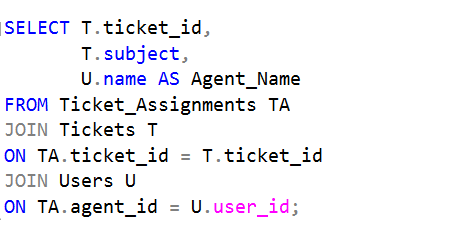 SELECT T.ticket_id,
T.subject,
U.name AS Agent_Name
FROM Ticket_Assignments TA
JOIN Tickets T
ON TA.ticket_id = T.ticket_id
JOIN Users U
ON TA.agent_id = U.user_id;